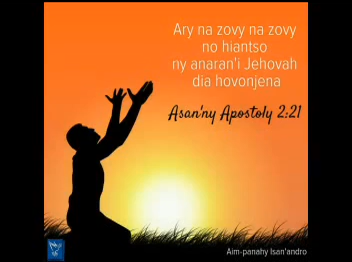 Ary na zovy na zovy
no hiantso
ny anaran'i Jehovah
dia hovonjena
Asan'ny Apostoly 2:21
Aim-panahy Isan'andro